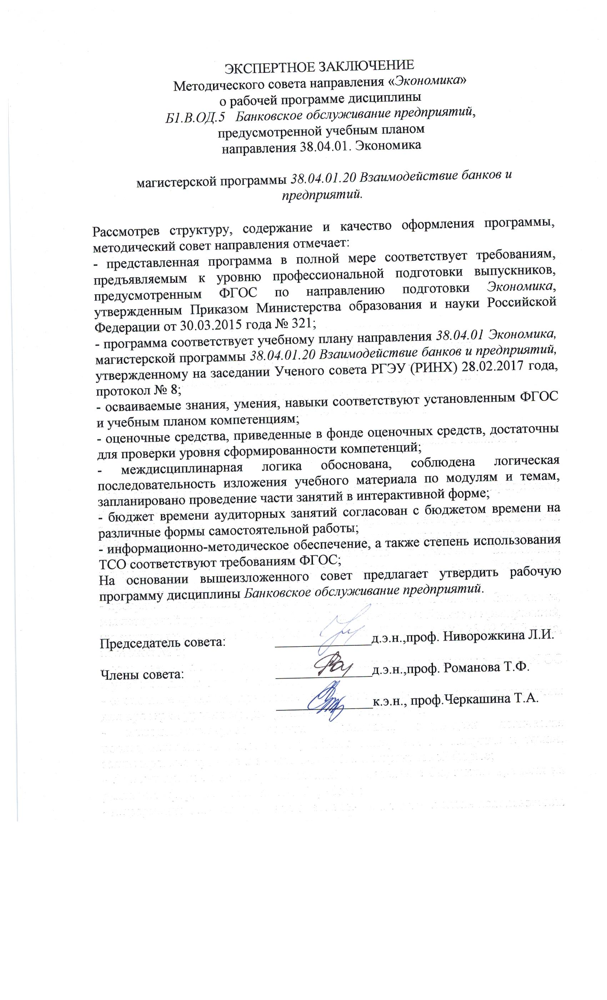 ЭКСПЕРТНОЕ ЗАКЛЮЧЕНИЕ
Методического совета направления «Экономика»
о рабочей программе дисциплины
Б1.В.ОД.5 Банковское обслуживание предприятий,
предусмотренной учебным планом
направления 38.04.01. Экономика
магистерской программы 38.04.01.20 Взаимодействие банков и
предприятий.
Рассмотрев структуру, содержание и качество оформления программы,
методический совет направления отмечает:
- представленная программа в полной мере соответствует требованиям,
предъявляемым к уровню профессиональной подготовки выпускников,
предусмотренным ФГОС по направлению подготовки Экономика,
утвержденным Приказом Министерства образования и науки Российской
Федерации от 30.03.2015 года № 321;
- программа соответствует учебному плану направления 38.04.01 Экономика,
магистерской программы 38.04.01.20 Взаимодействие банков и предприятий,
утвержденному на заседании Ученого совета РГЭУ (РИНХ) 28.02.2017 года,
протокол № 8;
- осваиваемые знания, умения, навыки соответствуют установленным ФГОС
и учебным планом компетенциям;
- оценочные средства, приведенные в фонде оценочных средств, достаточны
для проверки уровня сформированности компетенций;
- междисциплинарная логика обоснована, соблюдена логическая
последовательность изложения учебного материала по модулям и темам,
запланировано проведение части занятий в интерактивной форме;
- бюджет времени аудиторных занятий согласован с бюджетом времени на
различные формы самостоятельной работы;
- информационно-методическое обеспечение, а также степень использования
ТСО соответствуют требованиям ФГОС;
На основании вышеизложенного совет предлагает утвердить рабочую
программу дисциплины Банковское обслуживание предприятий.
Председатель совета: д.э.н.,проф. Ниворожкина Л.И.
Члены совета: д.э.н.,проф. Романова Т.Ф.
к.э.н., проф.Черкашина Т.А.